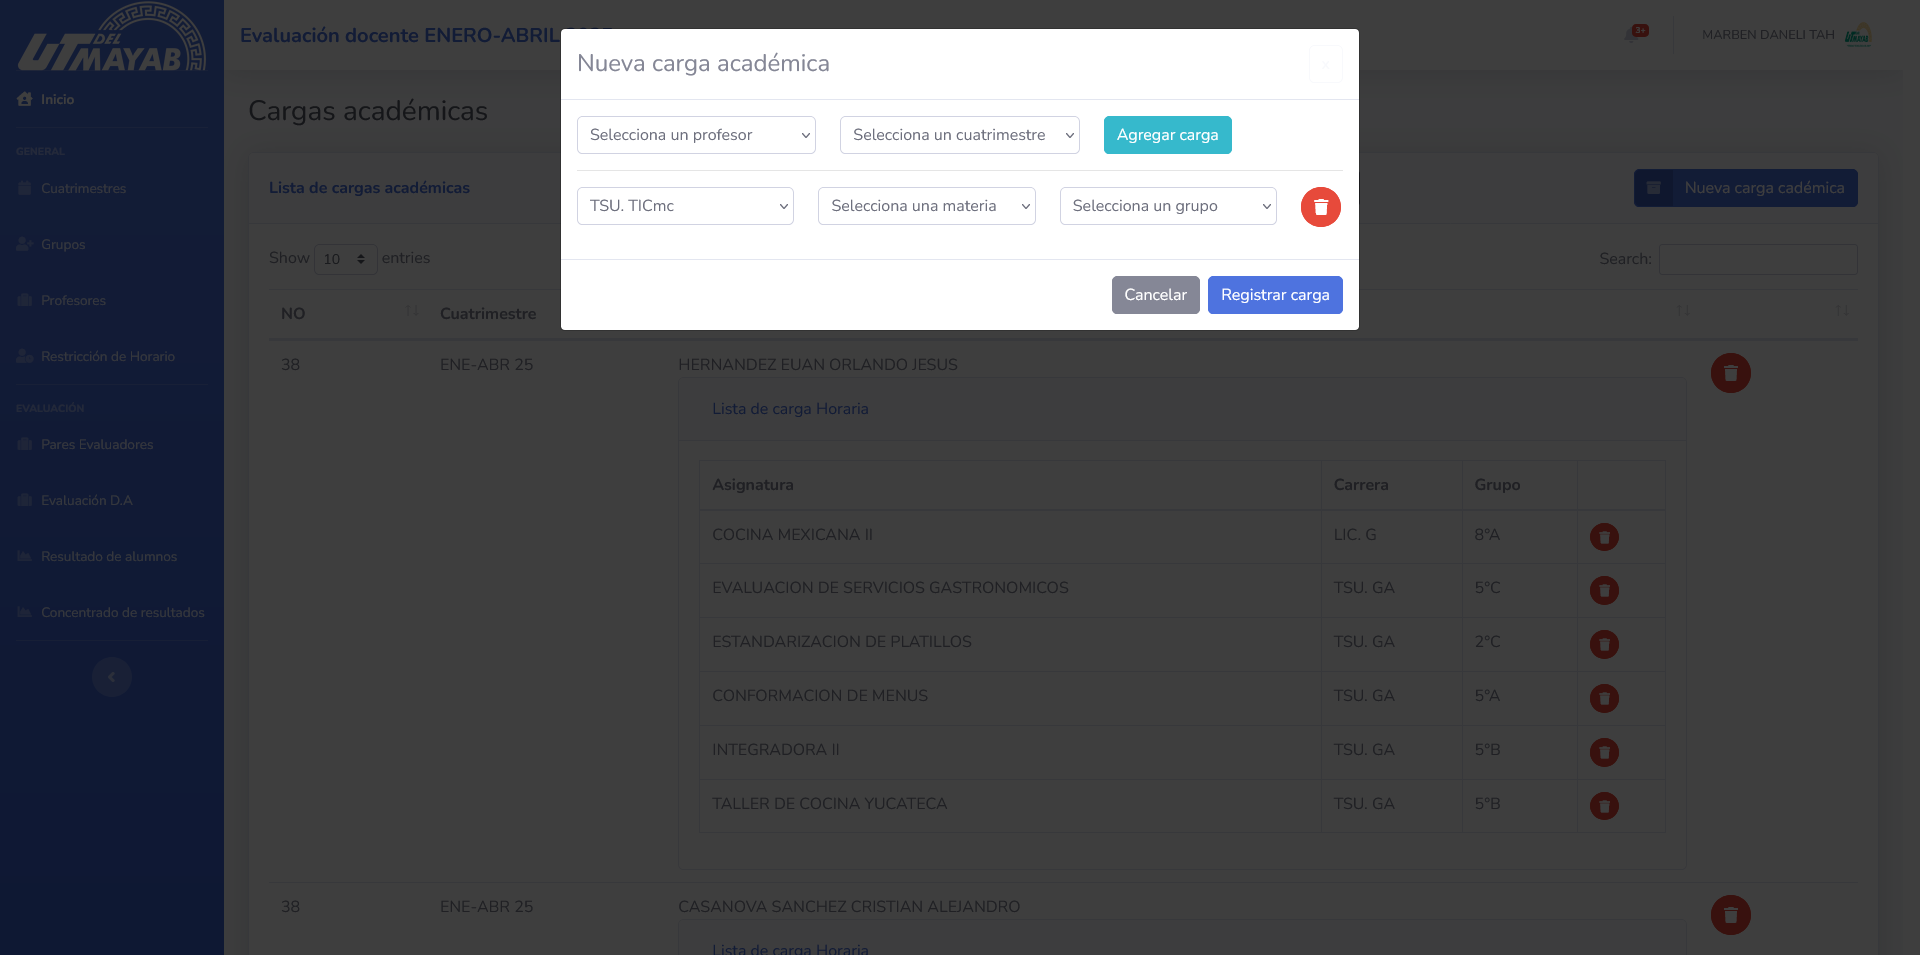 UT DEL MAYAB
Evaluación docente ENERO-ABRIL
3+
MARBEN DANELI TAH
Inicio
GENERAL
Cuatrimestres
Grupos
Profesores
Restricción de Horario
EVALUACIÓN
Pares Evaluadores
Evaluación D.A
Resultado de alumnos
Concentrado de resultados
Nueva carga académica
Selecciona un profesor
Selecciona un cuatrimestre
Agregar carga
TSU. TICmc
Selecciona una materia
Selecciona un grupo
Cancelar
Registrar carga
Cargas académicas
Lista de cargas académicas
Nueva carga cadémica
Show 10 entries
Search:
NO Cuatrimestre
38 ENE-ABR 25 HERNANDEZ EUAN ORLANDO JESUS
Lista de carga Horaria
Asignatura Carrera Grupo
COCINA MEXICANA II LIC. G 8°A
EVALUACION DE SERVICIOS GASTRONOMICOS TSU. GA 5°C
ESTANDARIZACION DE PLATILLOS TSU. GA 2°C
CONFORMACION DE MENUS TSU. GA 5°A
INTEGRADORA II TSU. GA 5°B
TALLER DE COCINA YUCATECA TSU. GA 5°B
38 ENE-ABR 25 CASANOVA SANCHEZ CRISTIAN ALEJANDRO
Lista de carga Horaria